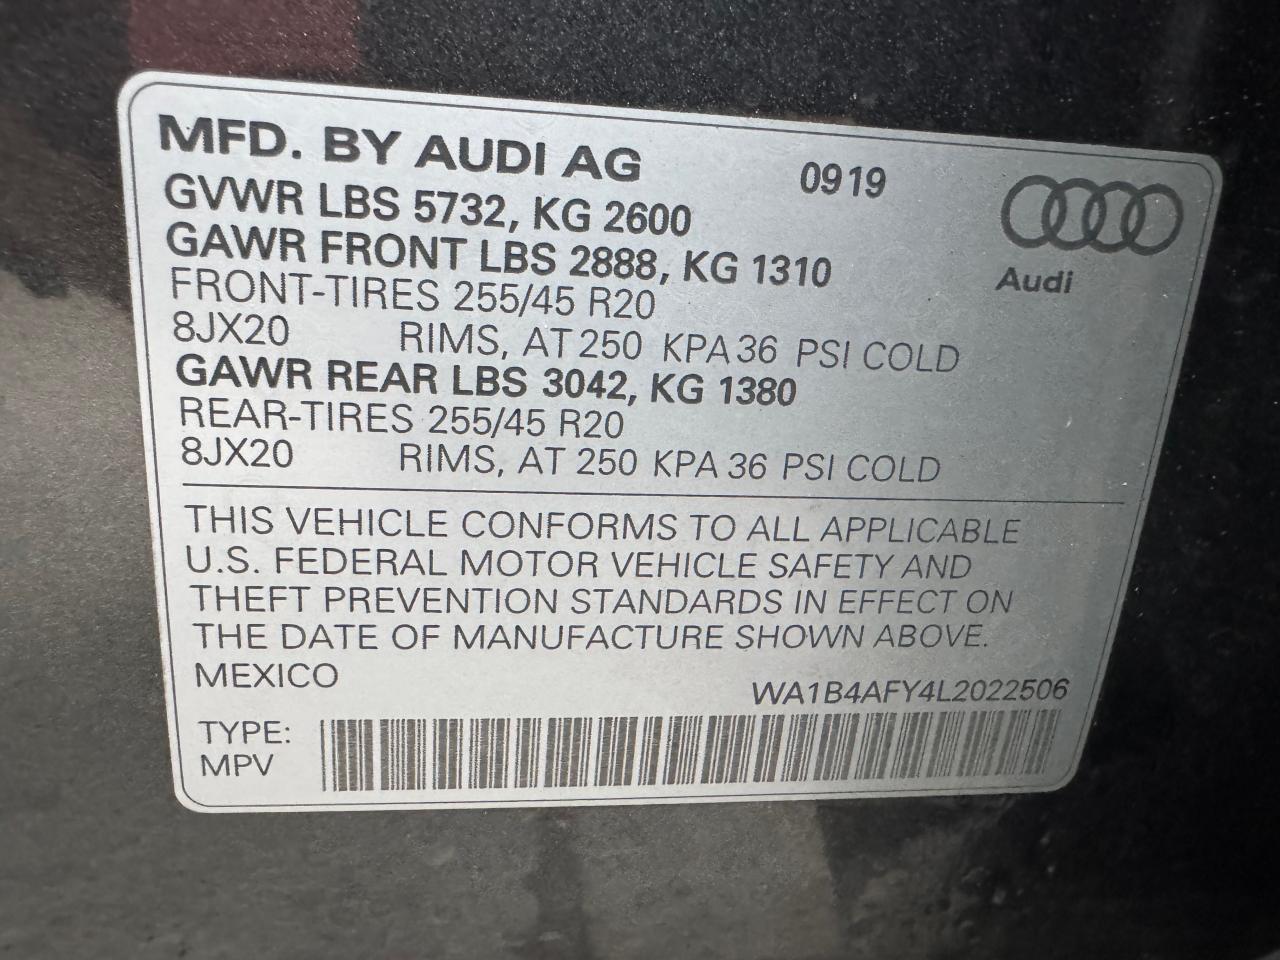 MFD. BY AUDI AG 0919
GVWR LBS 5732, KG 2600
GAWR FRONT LBS 2888, KG 1310
Audi
FRONT-TIRES 255/45 R20
8JX20 RIMS, AT 250 KPA 36 PSI COLD
GAWR REAR LBS 3042, KG 1380
REAR-TIRES 255/45 R20
8JX20 RIMS, AT 250 KPA 36 PSI COLD
THIS VEHICLE CONFORMS TO ALL APPLICABLE
U.S. FEDERAL MOTOR VEHICLE SAFETY AND
THEFT PREVENTION STANDARDS IN EFFECT ON
THE DATE OF MANUFACTURE SHOWN ABOVE.
MEXICO WA1B4AFY4L2022506
TYPE:
MPV